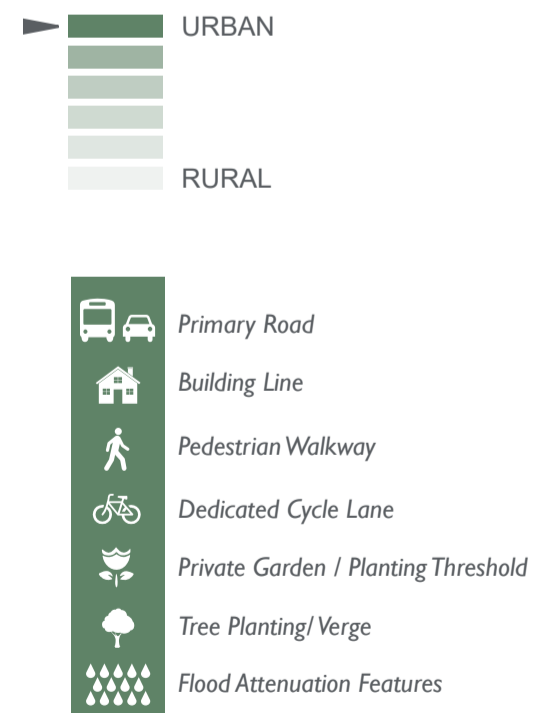 URBAN
RURAL
Primary Road
Building Line
Pedestrian Walkway
Dedicated Cycle Lane
Private Garden / Planting Threshold
Tree Planting/ Verge
Flood Attenuation Features